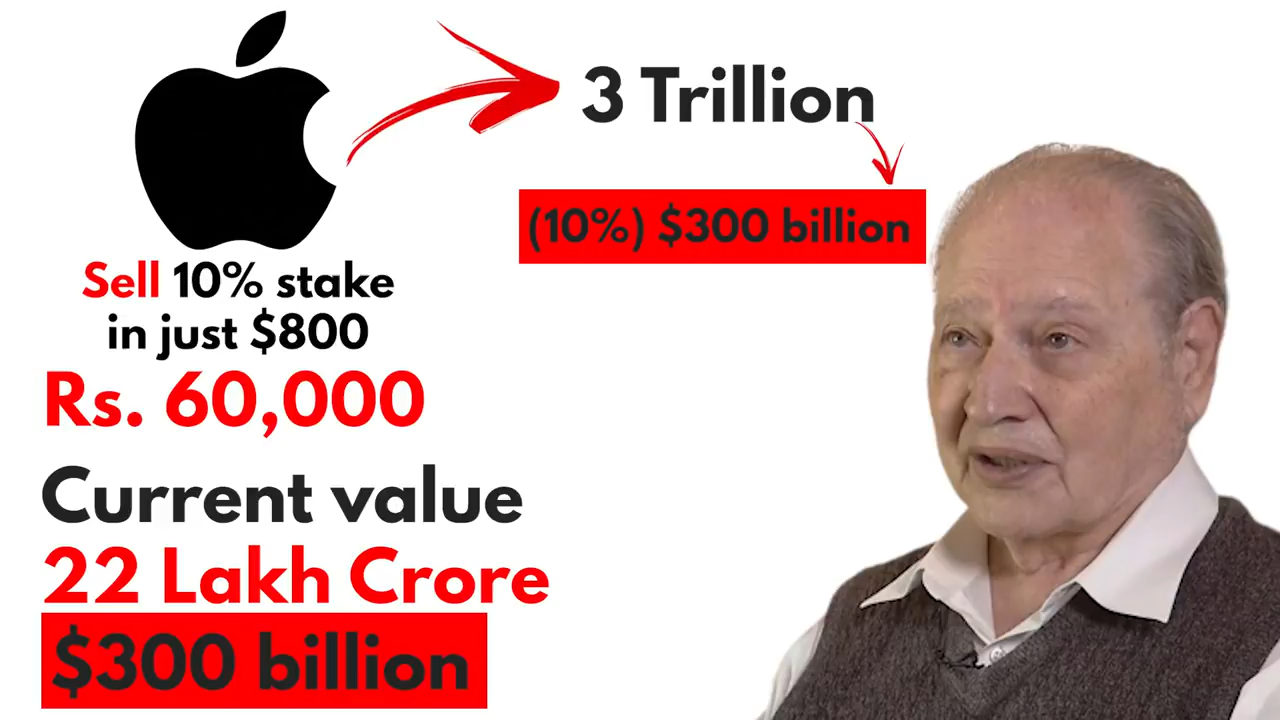 3 Trillion
(10%) $300 billion
Sell 10% stake
in just $800
Rs. 60,000
Current value
22 Lakh Crore
$300 billion